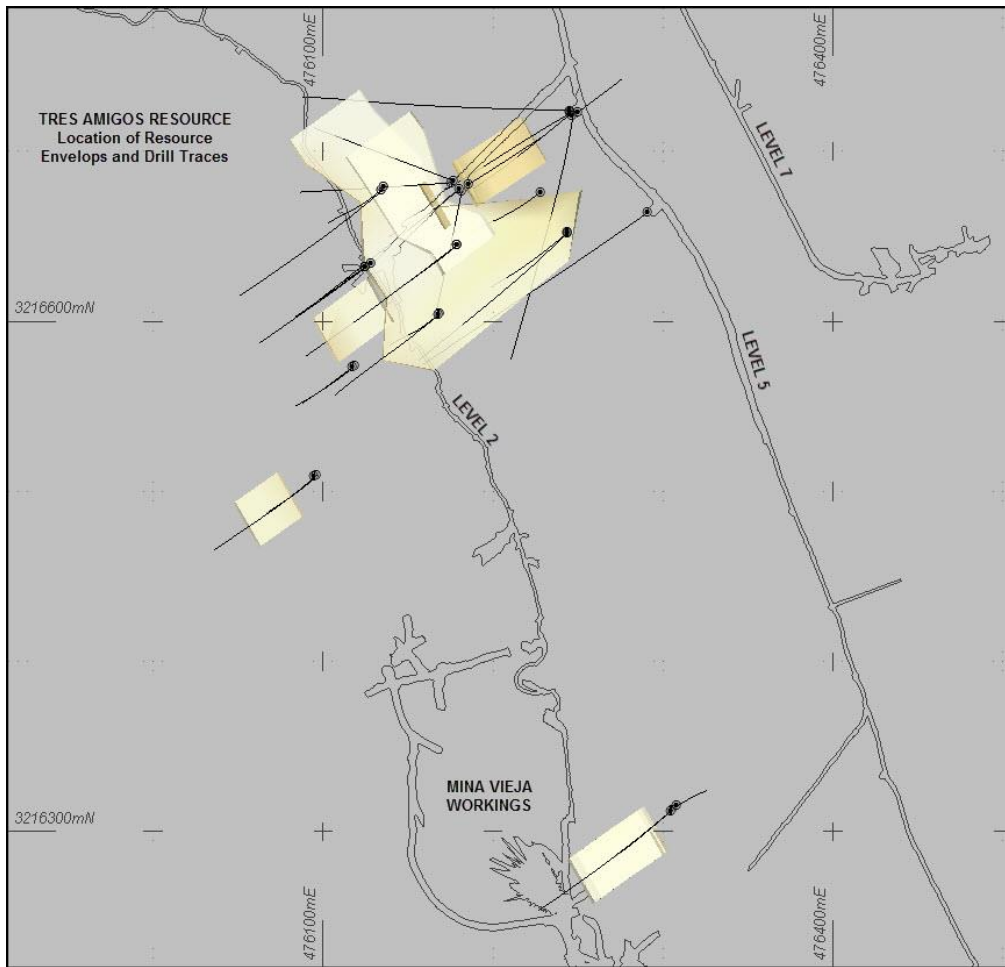 476100mE
476400mE
TRES AMIGOS RESOURCE
Location of Resource
Envelops and Drill Traces
LEVEL 7
3216600mN
LEVEL 5
LEVEL 2
MINA VIEJA
WORKINGS
3216300mN
476100mE
476400mE